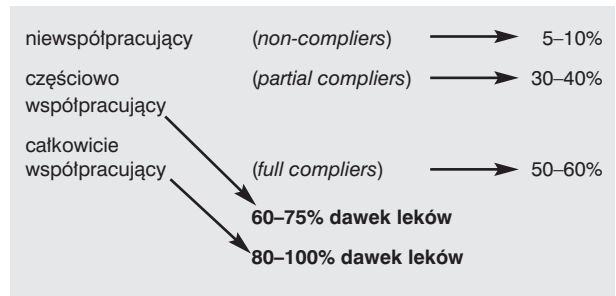 niewspółpracujący (non-compliers) 5–10%
częściowo (partial compliers) 30–40%
współpracujący
całkowicie
współpracujący (full compliers) 50–60%
60–75% dawek leków
80–100% dawek leków